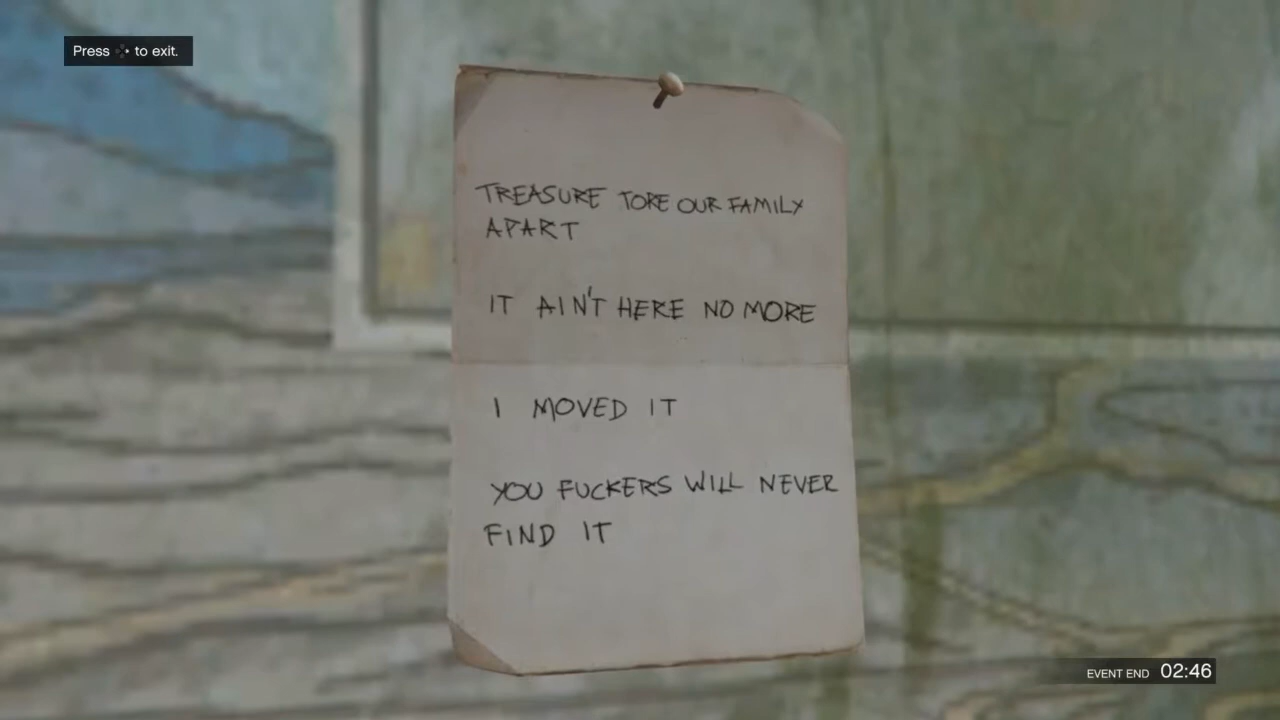 Press to exit.
TREASURE TORE OUR FAMILY
APART
IT AIN'T HERE NO MORE
I MOVED IT
YOU FUCKERS WILL NEVER
FIND IT
EVENT END 02:46